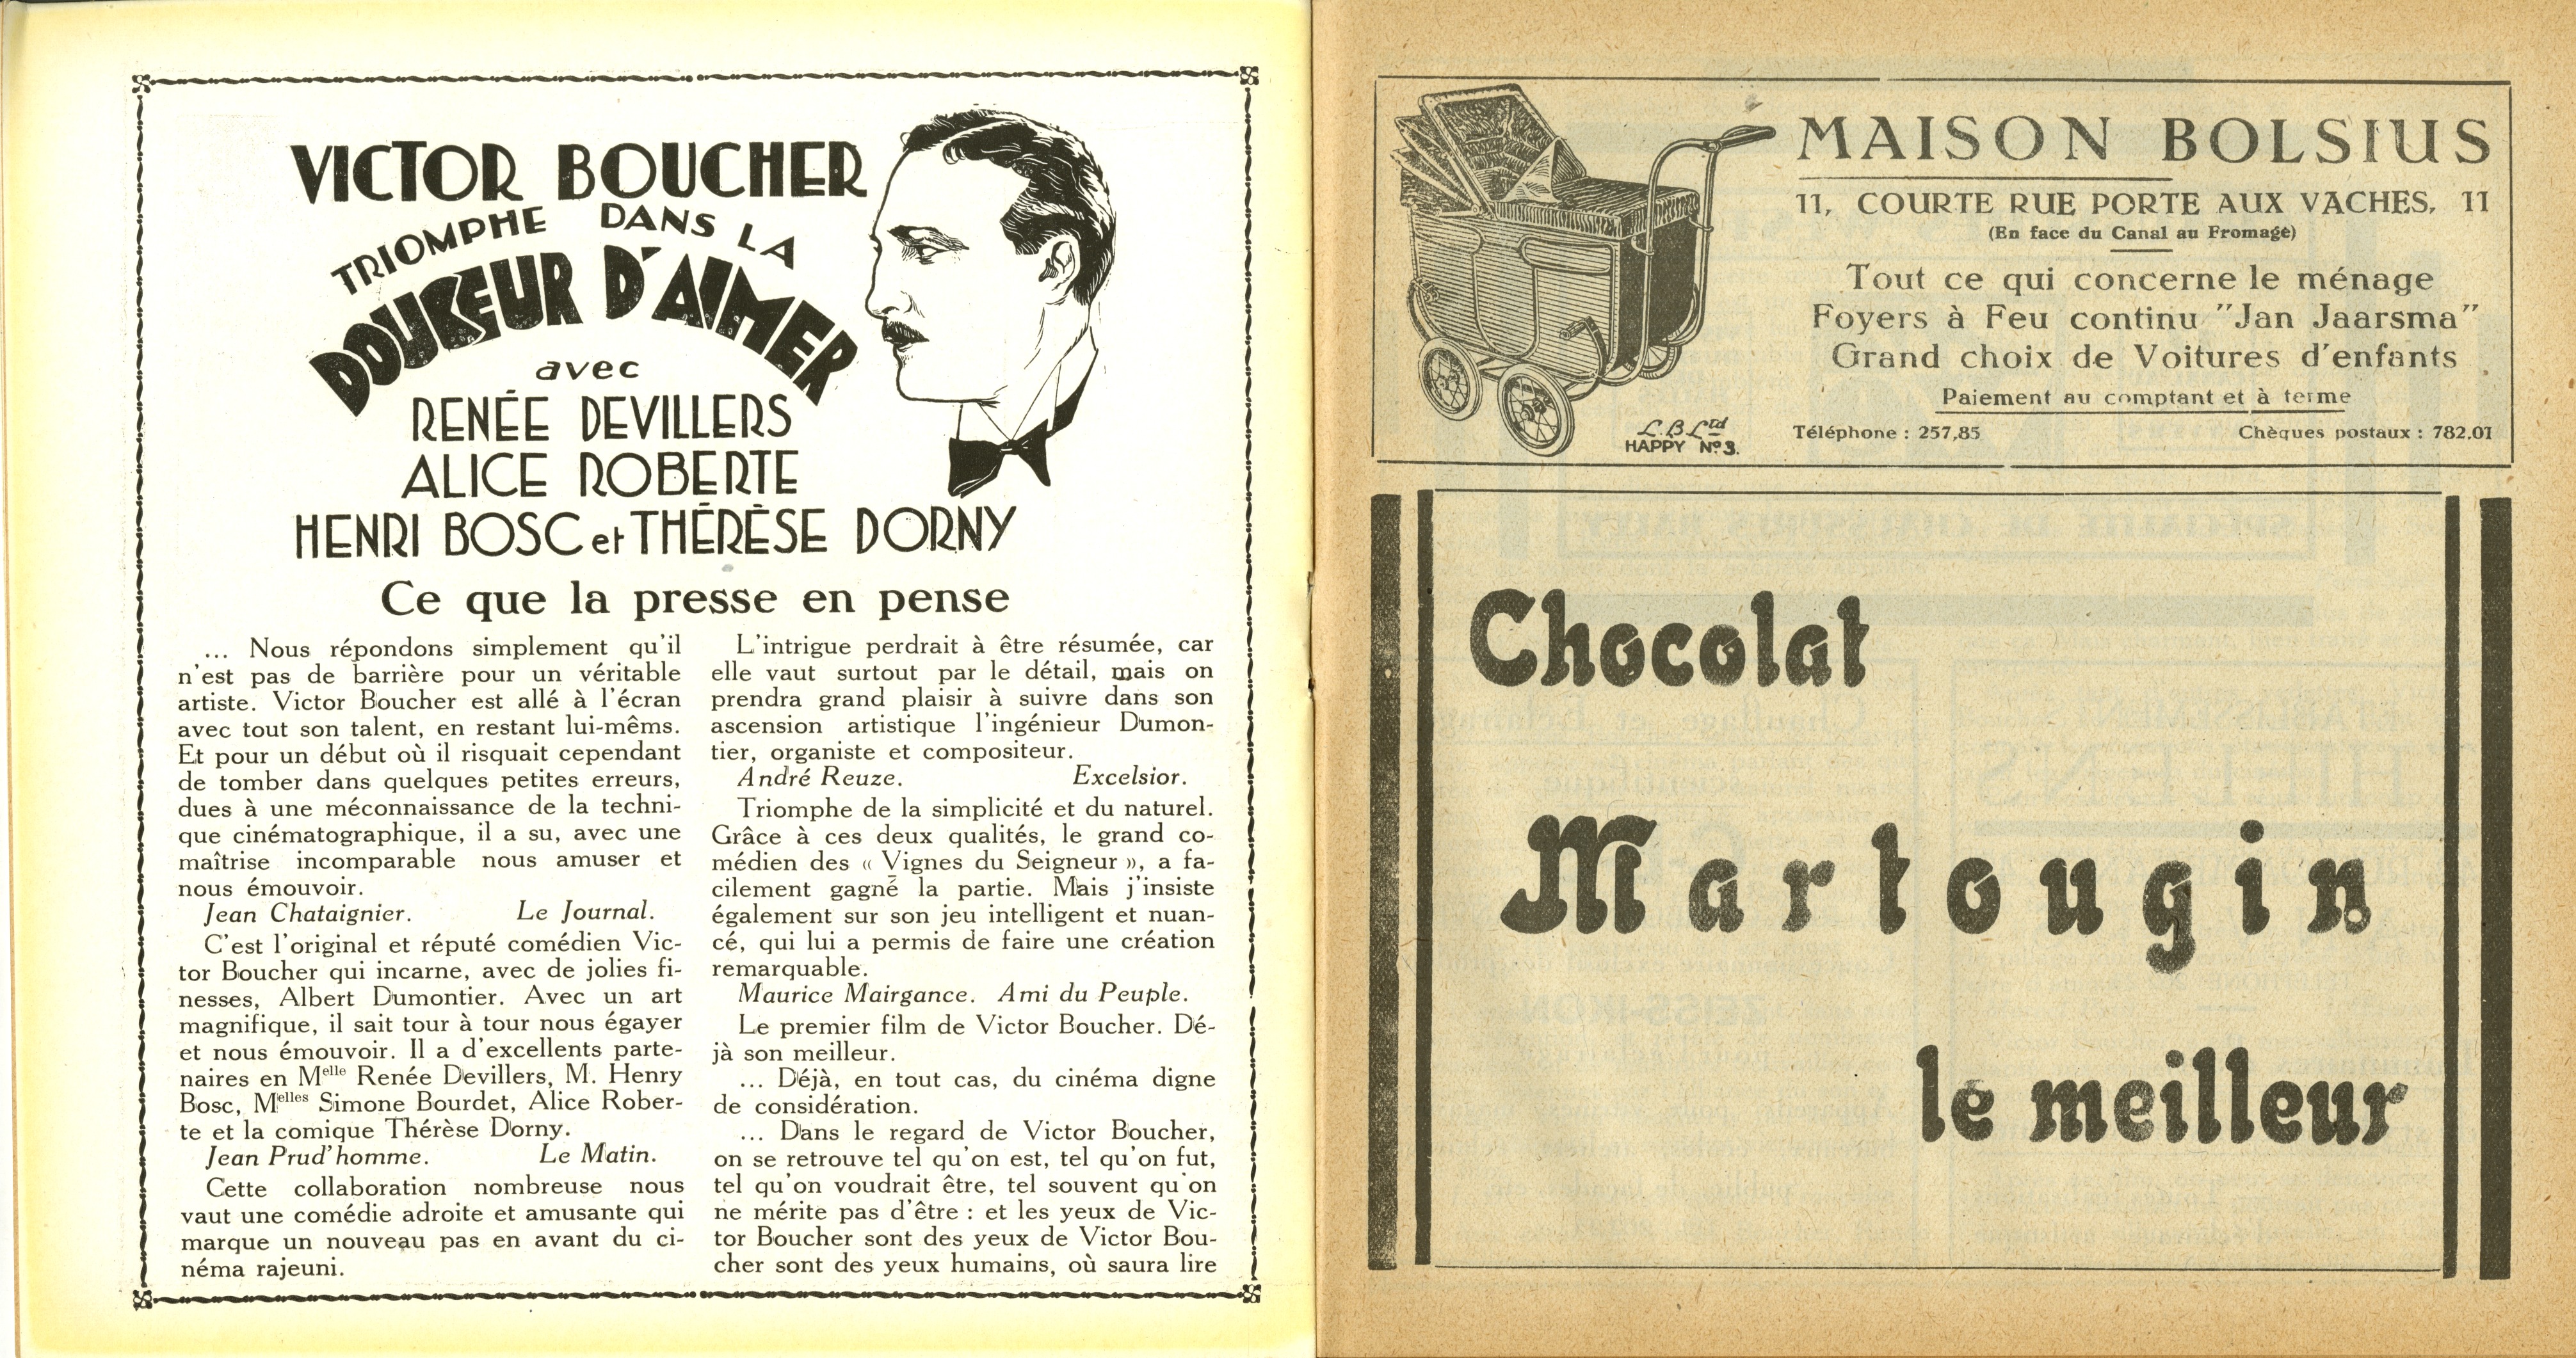 VICTOR BOUCHER
TRIOMPHE DANS LA
DOUCEUR D'AIMER
avec
RENÉE DEVILLERS
ALICE ROBERTE
HENRI BOSC et THÉRÈSE DORNY
Ce que la presse en pense
... Nous répondons simplement qu'il
n'est pas de barrière pour un véritable
artiste. Victor Boucher est allé à l'écran
avec tout son talent, en restant lui-mêms.
Et pour un début où il risquait cependant
de tomber dans quelques petites erreurs,
dues à une méconnaissance de la techni-
que cinématographique, il a su, avec une
maîtrise incomparable nous amuser et
nous émouvoir.
Jean Chataignier. Le Journal.
C'est l'original et réputé comédien Vic-
tor Boucher qui incarne, avec de jolies fi-
nesses, Albert Dumontier. Avec un art
magnifique, il sait tour à tour nous égayer
et nous émouvoir. Il a d'excellents parte-
naires en Melle Renée Devillers, M. Henry
Bosc, Melles Simone Bourdet, Alice Rober-
te et la comique Thérèse Dorny.
Jean Prud'homme. Le Matin.
Cette collaboration nombreuse nous
vaut une comédie adroite et amusante qui
marque un nouveau pas en avant du ci-
néma rajeuni.
L'intrigue perdrait à être résumée, car
elle vaut surtout par le détail, mais on
prendra grand plaisir à suivre dans son
ascension artistique l'ingénieur Dumon-
tier, organiste et compositeur.
André Reuze. Excelsior.
Triomphe de la simplicité et du naturel.
Grâce à ces deux qualités, le grand co-
médien des « Vignes du Seigneur », a fa-
cilement gagné la partie. Mais j'insiste
également sur son jeu intelligent et nuan-
cé, qui lui a permis de faire une création
remarquable.
Maurice Mairgance. Ami du Peuple.
Le premier film de Victor Boucher. Dé-
jà son meilleur.
... Déjà, en tout cas, du cinéma digne
de considération.
... Dans le regard de Victor Boucher,
on se retrouve tel qu'on est, tel qu'on fut,
tel qu'on voudrait être, tel souvent qu'on
ne mérite pas d'être : et les yeux de Vic-
tor Boucher sont des yeux de Victor Bou-
cher sont des yeux humains, où saura lire
MAISON BOLSIUS
11, COURTE RUE PORTE AUX VACHES, 11
(En face du Canal au Fromage)
Tout ce qui concerne le ménage
Foyers à Feu continu "Jan Jaarsma"
Grand choix de Voitures d'enfants
Paiement au comptant et à terme
Téléphone : 257,85 Chèques postaux : 782.01
L.B.Ltd
HAPPY No3.
Chocolat
Martougin
le meilleur